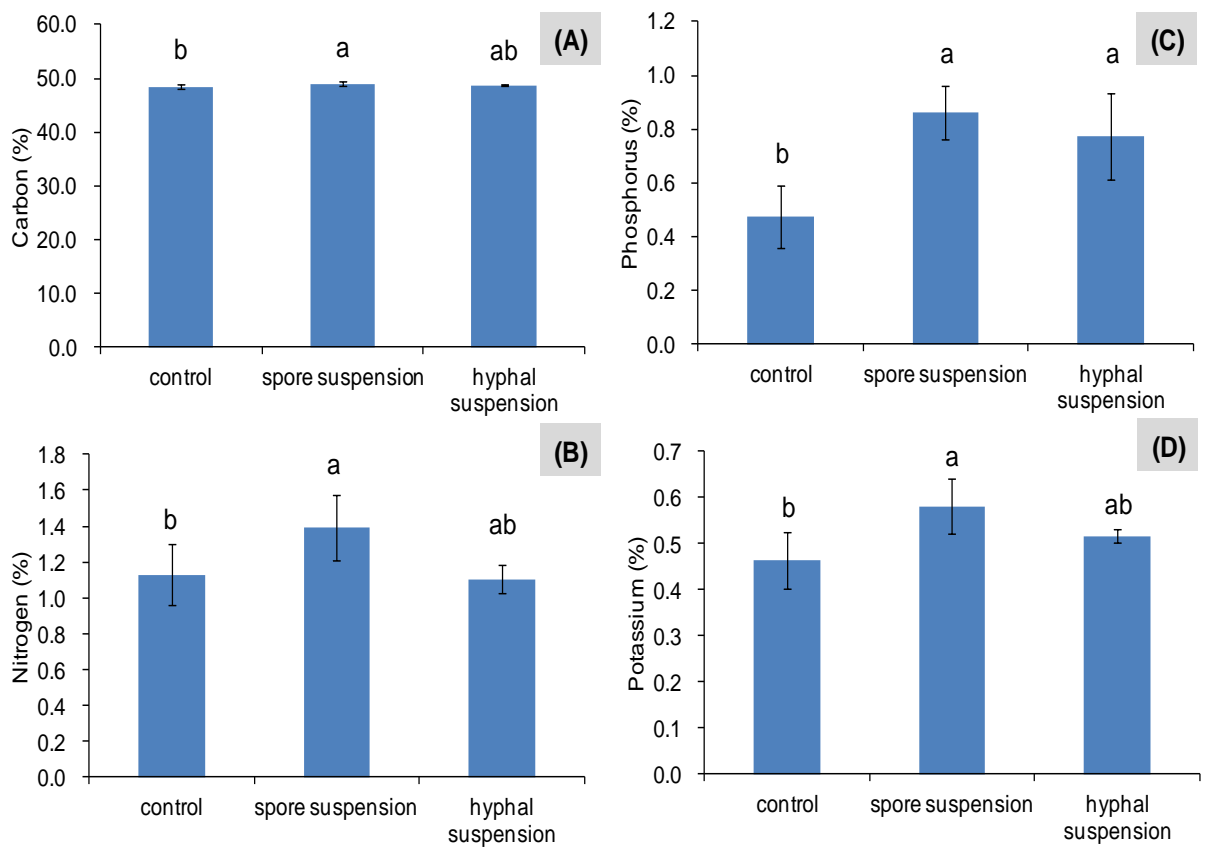 (A)
Carbon (%)
60.0
50.0
40.0
30.0
20.0
10.0
0.0
b
a
ab
control
spore suspension
hyphal
suspension
(C)
Phosphorus (%)
1.2
1.0
0.8
0.6
0.4
0.2
0.0
b
a
a
control
spore suspension
hyphal
suspension
(B)
Nitrogen (%)
1.8
1.6
1.4
1.2
1.0
0.8
0.6
0.4
0.2
0.0
b
a
ab
control
spore suspension
hyphal
suspension
(D)
Potassium (%)
0.7
0.6
0.5
0.4
0.3
0.2
0.1
0.0
b
a
ab
control
spore suspension
hyphal
suspension